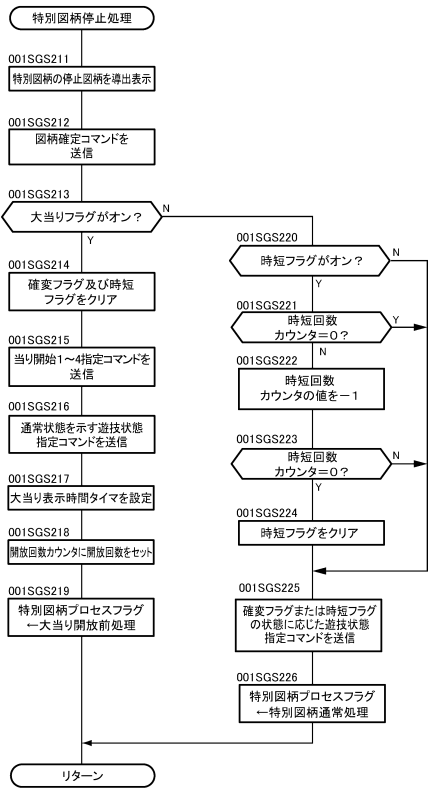 特別図柄停止処理
001SGS211
特別図柄の停止図柄を導出表示
001SGS212
図柄確定コマンドを
送信
001SGS213
大当りフラグがオン？
N
Y
001SGS214
確変フラグ及び時短
フラグをクリア
001SGS215
当り開始1～4指定コマンドを
送信
001SGS216
通常状態を示す遊技状態
指定コマンドを送信
001SGS217
大当り表示時間タイマを設定
001SGS218
開放回数カウンタに開放回数をセット
001SGS219
特別図柄プロセスフラグ
←大当り開放前処理
001SGS220
時短フラグがオン？
N
Y
001SGS221
時短回数
カウンタ＝0？
Y
N
001SGS222
時短回数
カウンタの値を－1
001SGS223
時短回数
カウンタ＝0？
N
Y
001SGS224
時短フラグをクリア
001SGS225
確変フラグまたは時短フラグ
の状態に応じた遊技状態
指定コマンドを送信
001SGS226
特別図柄プロセスフラグ
←特別図柄通常処理
リターン